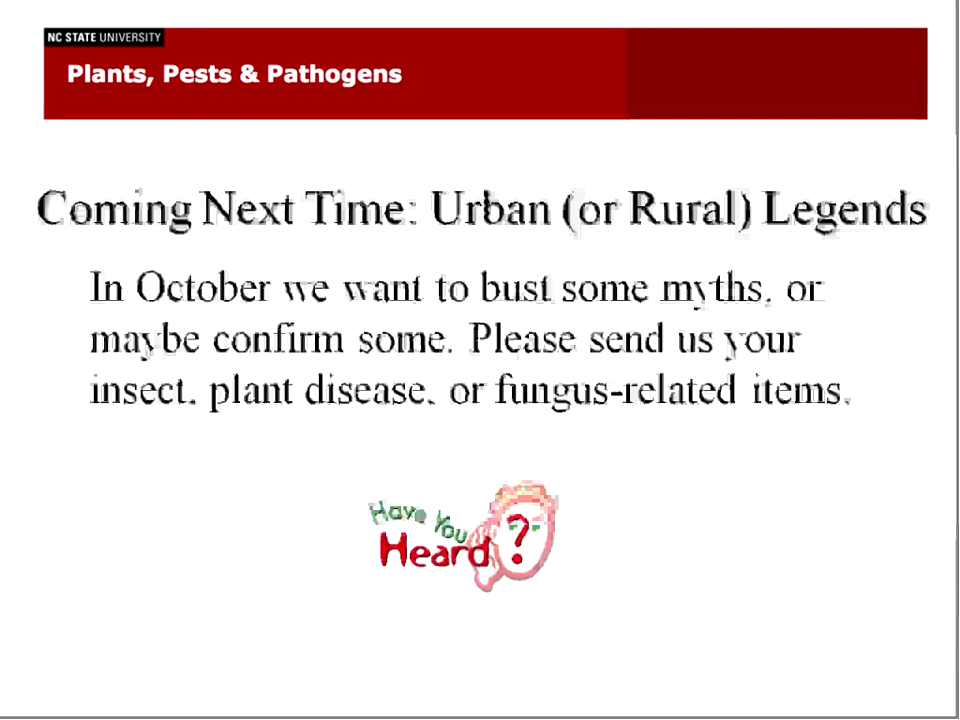 NC STATE UNIVERSITY
Plants, Pests & Pathogens
Coming Next Time: Urban (or Rural) Legends
In October we want to bust some myths, or
maybe confirm some. Please send us your
insect, plant disease, or fungus-related items.
Have You
Heard?